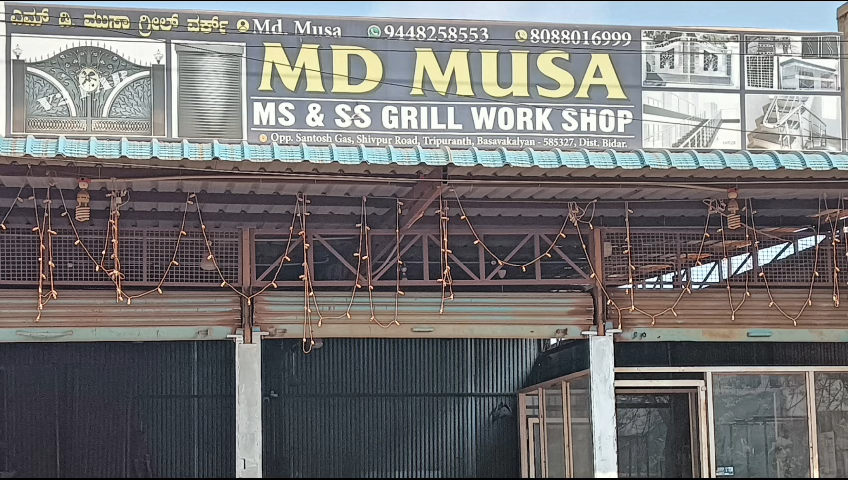 ಎಮ್ ಡಿ ಮುಸಾ ಗ್ರೀಲ್ ವರ್ಕ್ Md. Musa 9448258553 8088016999
MD MUSA
MS & SS GRILL WORK SHOP
Opp. Santosh Gas, Shivpur Road, Tripuranth, Basavakalyan - 585327, Dist. Bidar.